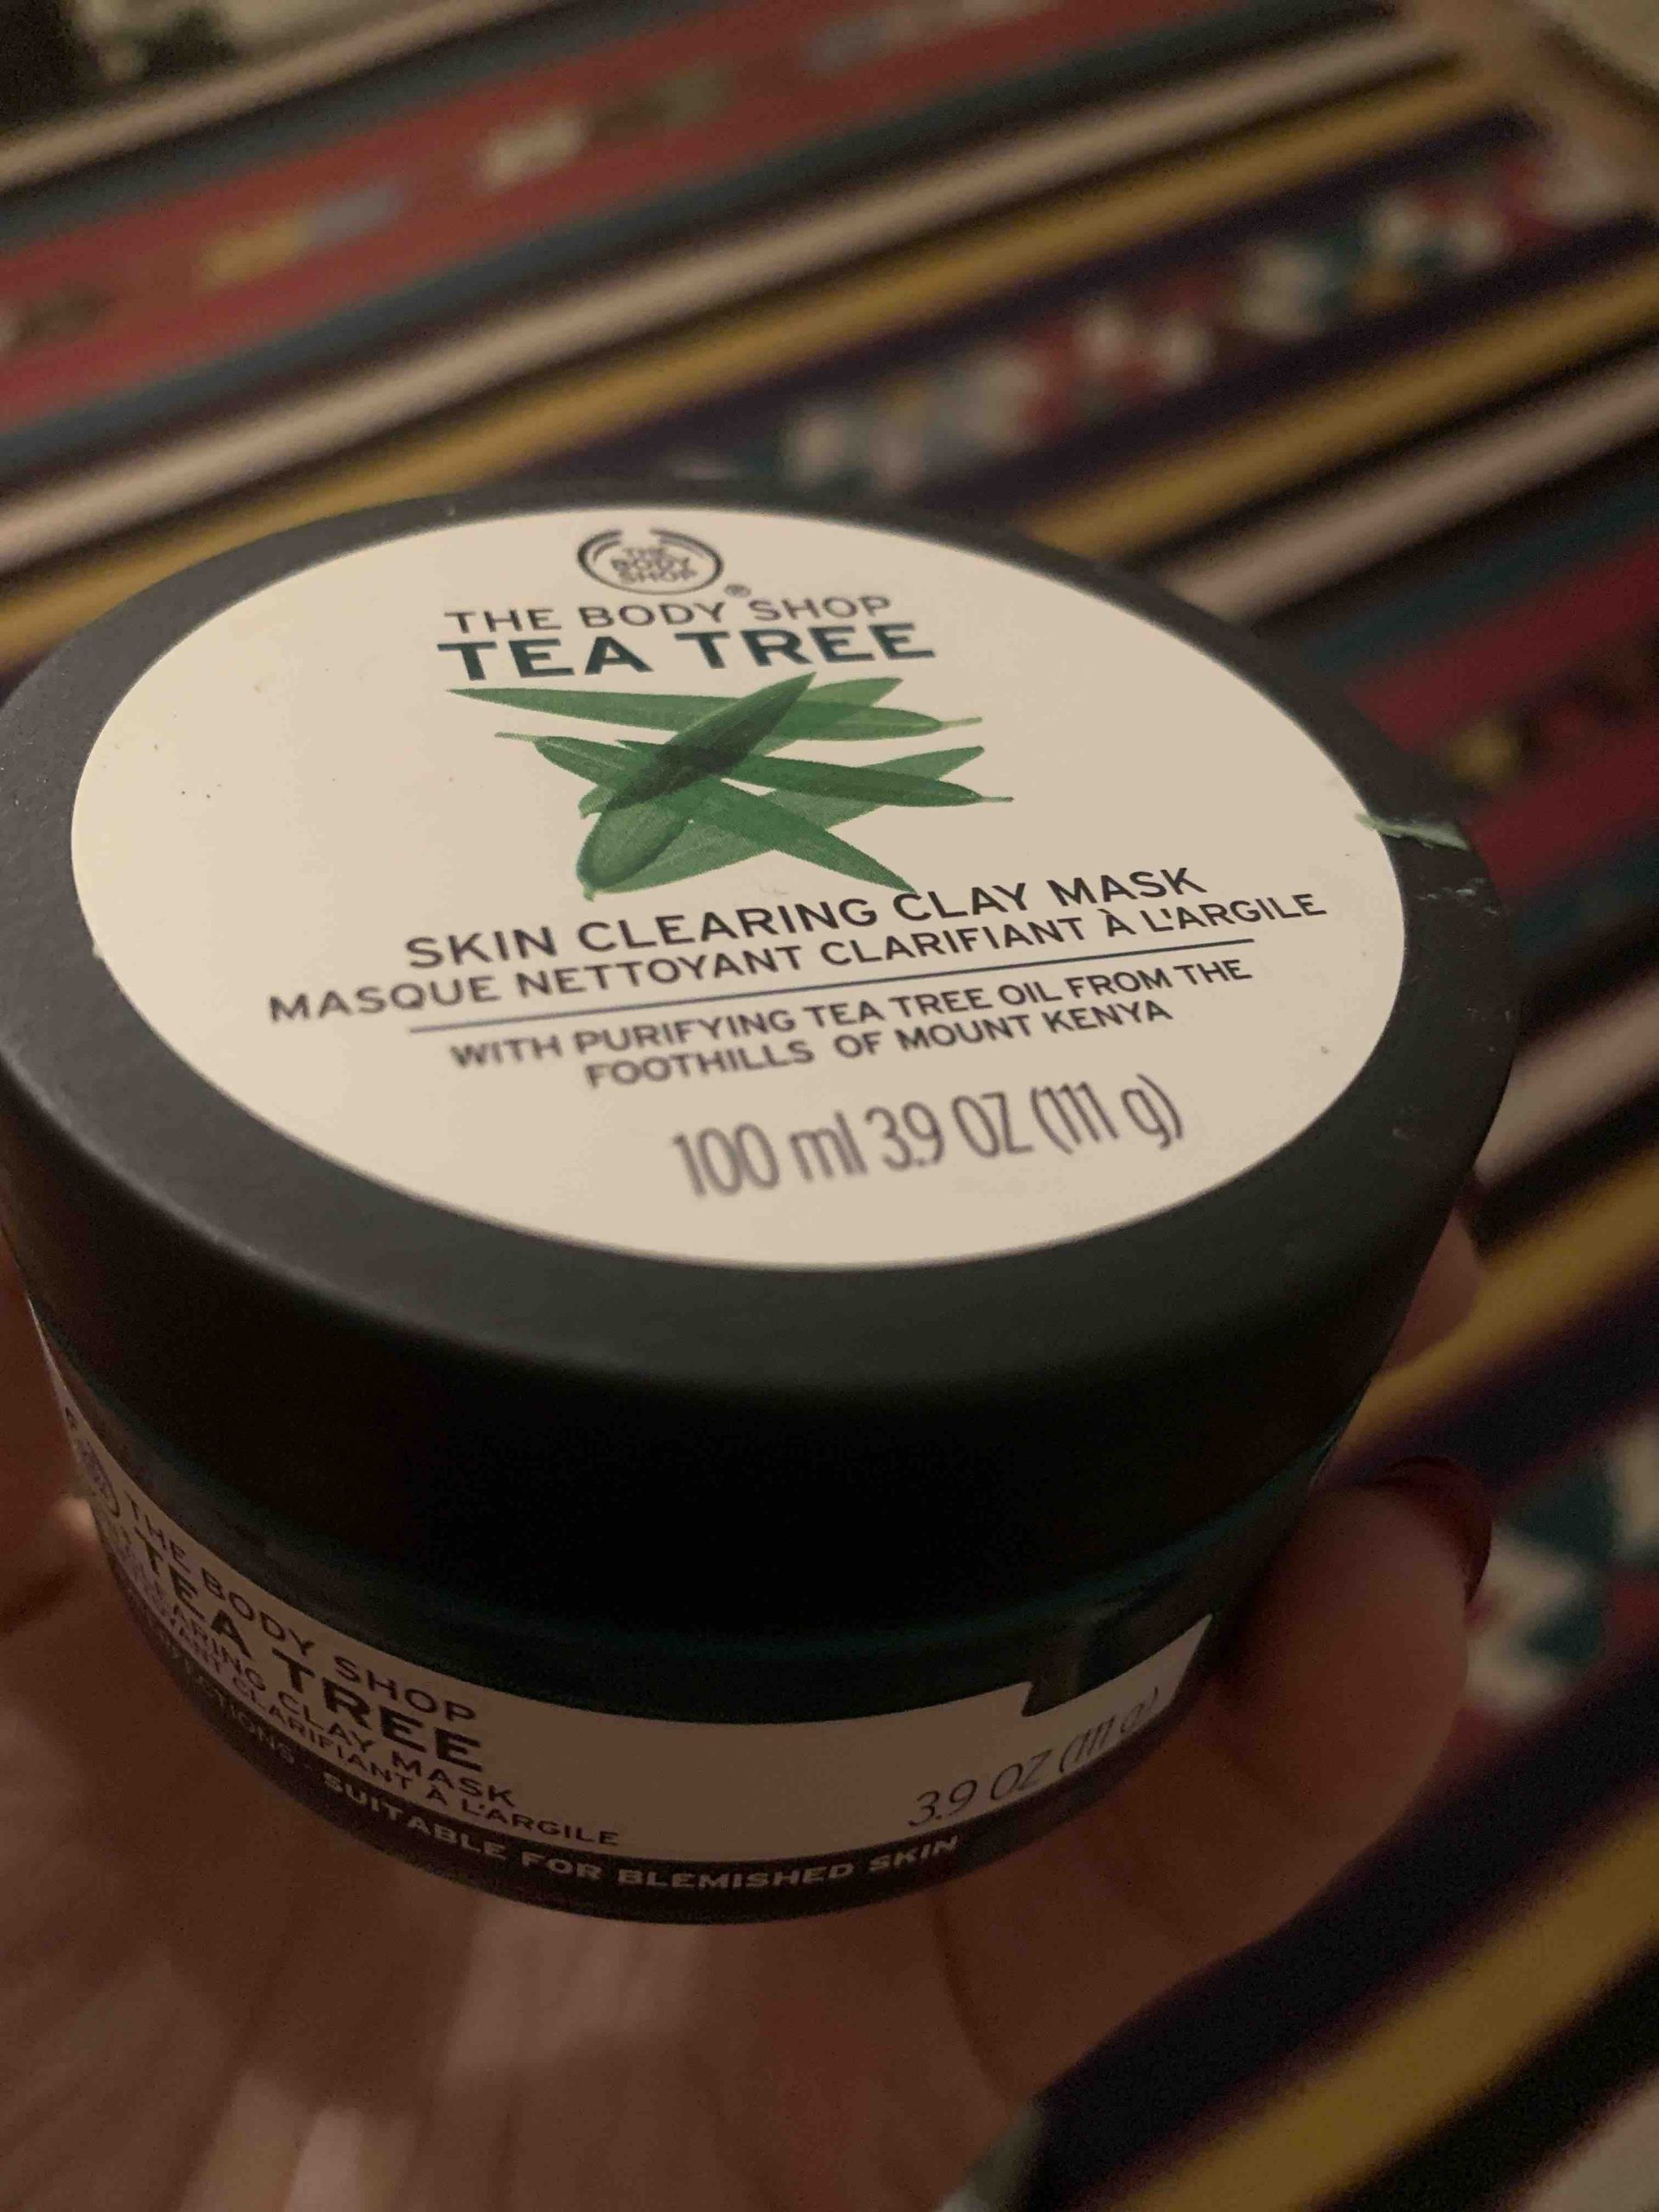 THE
BODY
SHOP
®
THE BODY SHOP
TEA TREE
SKIN CLEARING CLAY MASK
MASQUE NETTOYANT CLARIFIANT À L'ARGILE
WITH PURIFYING TEA TREE OIL FROM THE
FOOTHILLS OF MOUNT KENYA
100 ml 3.9 OZ (111 g)
THE BODY SHOP
TEA TREE
CLAY MASK
CLARIFIANT À L'ARGILE
3.9 OZ (111 g)
SUITABLE FOR BLEMISHED SKIN